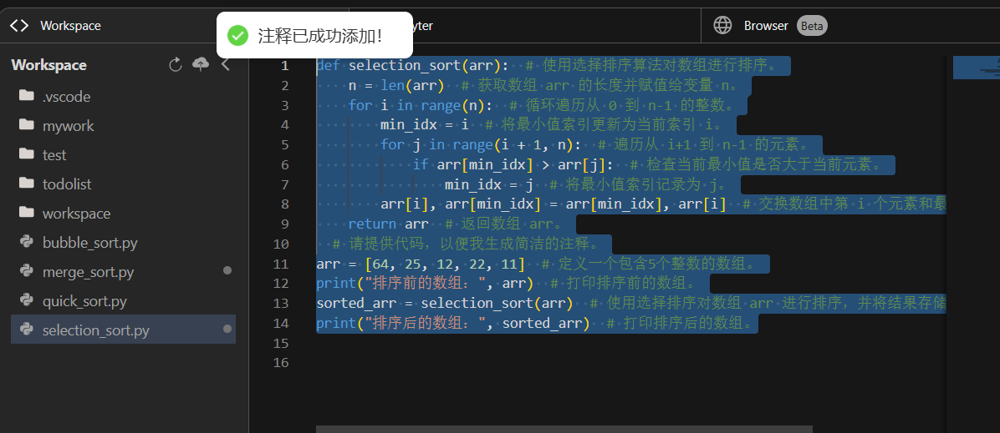 Workspace
注释已成功添加！
yter
Browser Beta
Workspace
.vscode
mywork
test
todolist
workspace
bubble_sort.py
merge_sort.py
quick_sort.py
selection_sort.py
1 def selection_sort(arr): # 使用选择排序算法对数组进行排序。
2 n = len(arr) # 获取数组 arr 的长度并赋值给变量 n。
3 for i in range(n): # 循环遍历从 0 到 n-1 的整数。
4 min_idx = i # 将最小值索引更新为当前索引 i。
5 for j in range(i + 1, n): # 遍历从 i+1 到 n-1 的元素。
6 if arr[min_idx] > arr[j]: # 检查当前最小值是否大于当前元素。
7 min_idx = j # 将最小值索引记录为 j。
8 arr[i], arr[min_idx] = arr[min_idx], arr[i] # 交换数组中第 i 个元素和最
9 return arr # 返回数组 arr。
10 # 请提供代码，以便我生成简洁的注释。
11 arr = [64, 25, 12, 22, 11] # 定义一个包含5个整数的数组。
12 print("排序前的数组：", arr) # 打印排序前的数组。
13 sorted_arr = selection_sort(arr) # 使用选择排序对数组 arr 进行排序，并将结果存储
14 print("排序后的数组：", sorted_arr) # 打印排序后的数组。
15
16